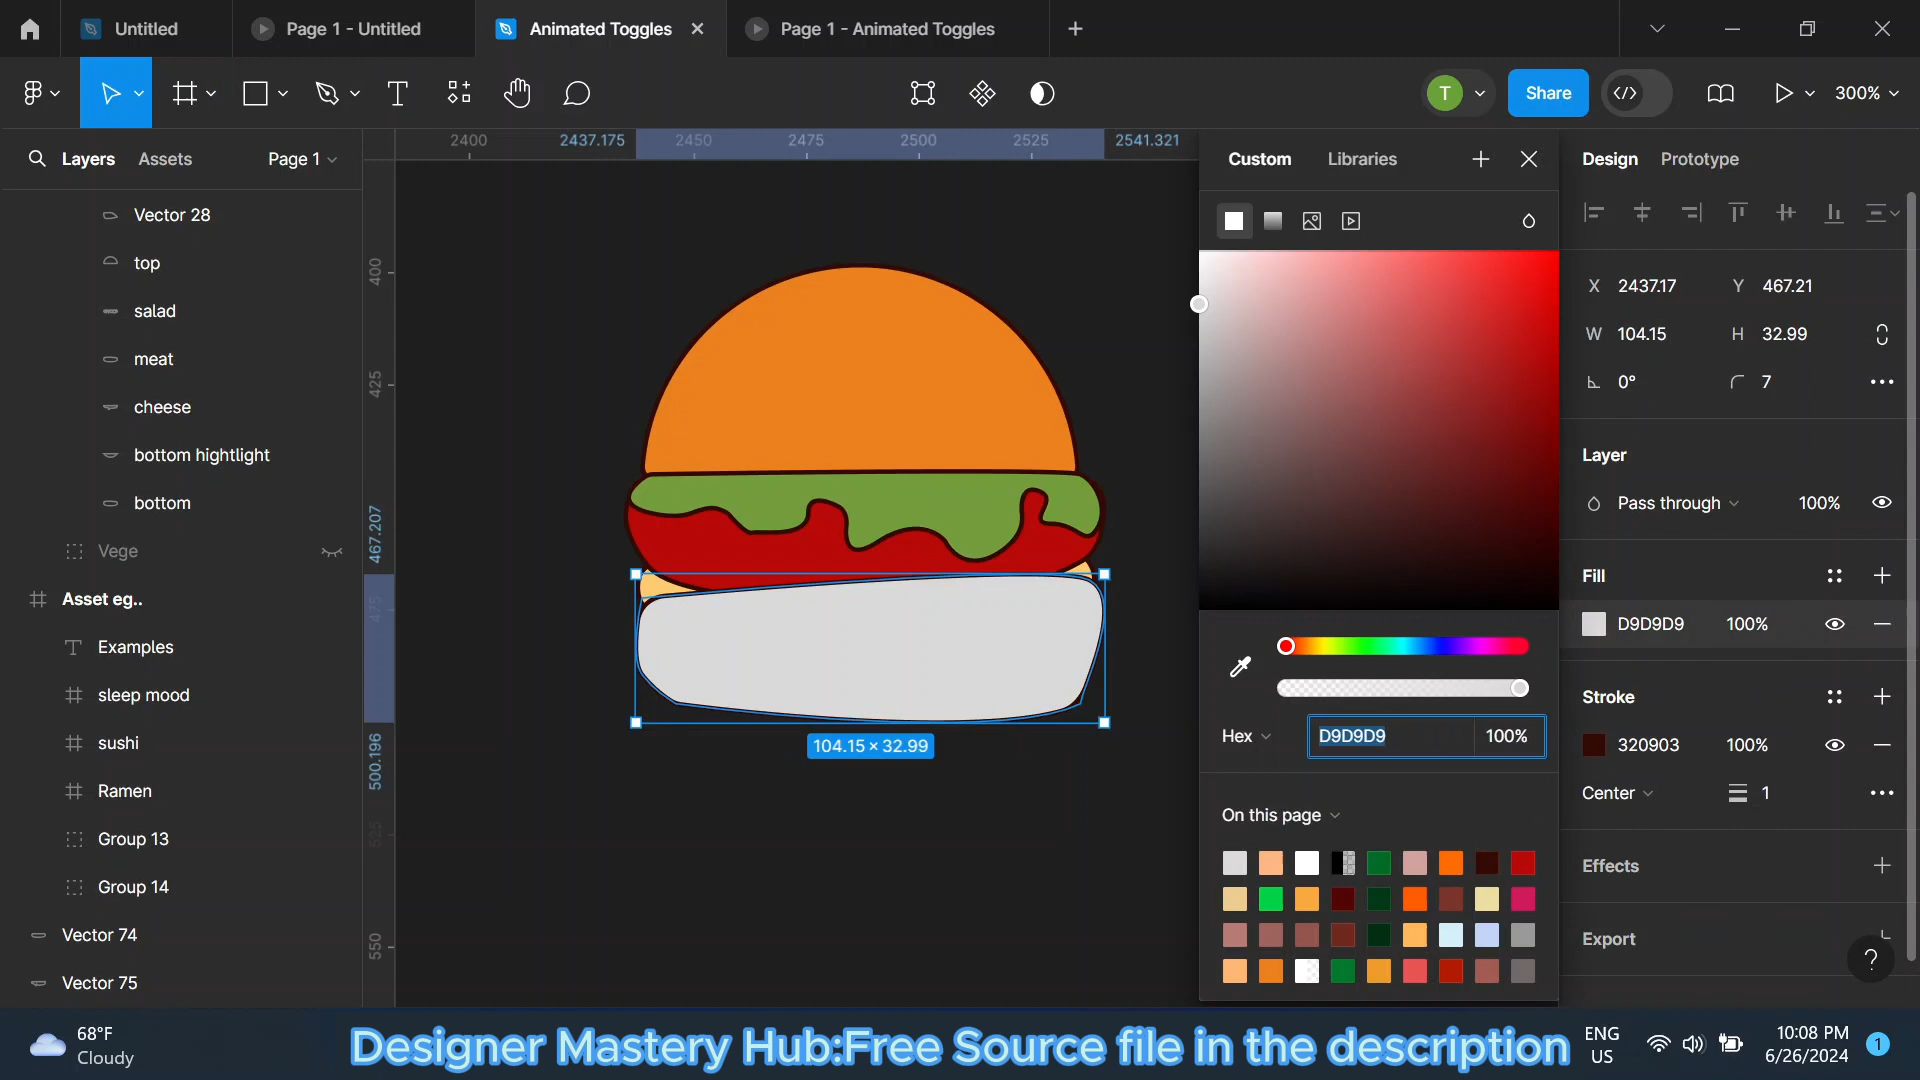 Untitled
Page 1 - Untitled
Animated Toggles
Page 1 - Animated Toggles
T
Share
300%
Layers
Assets
Page 1
2400
2437.175
2450
2475
2500
2525
2541.321
Custom
Libraries
Design
Prototype
Vector 28
top
salad
meat
cheese
bottom hightlight
bottom
Vege
Asset eg..
Examples
sleep mood
sushi
Ramen
Group 13
Group 14
Vector 74
Vector 75
400
425
467.207
475
500.196
525
550
104.15 × 32.99
Hex
D9D9D9
100%
On this page
X 2437.17
Y 467.21
W 104.15
H 32.99
0°
7
Layer
Pass through
100%
Fill
D9D9D9
100%
Stroke
320903
100%
Center
1
Effects
Export
?
68°F
Cloudy
Designer Mastery Hub:Free Source file in the description
ENG
US
10:08 PM
6/26/2024
1